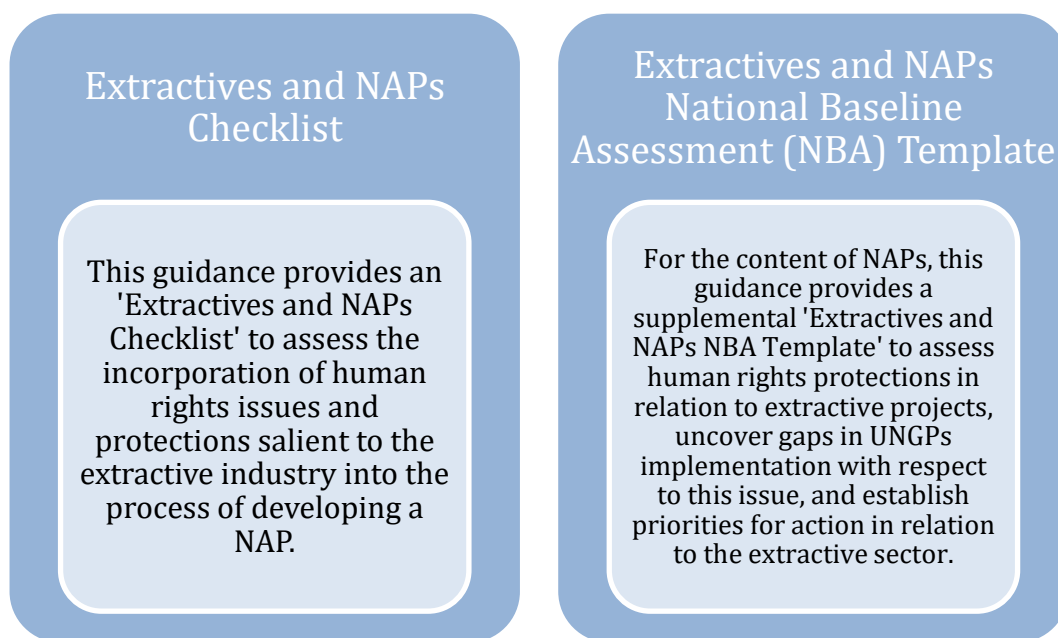 Extractives and NAPs
Checklist
This guidance provides an
'Extractives and NAPs
Checklist' to assess the
incorporation of human
rights issues and
protections salient to the
extractive industry into the
process of developing a
NAP.
Extractives and NAPs
National Baseline
Assessment (NBA) Template
For the content of NAPs, this
guidance provides a
supplemental 'Extractives and
NAPs NBA Template' to assess
human rights protections in
relation to extractive projects,
uncover gaps in UNGPs
implementation with respect
to this issue, and establish
priorities for action in relation
to the extractive sector.